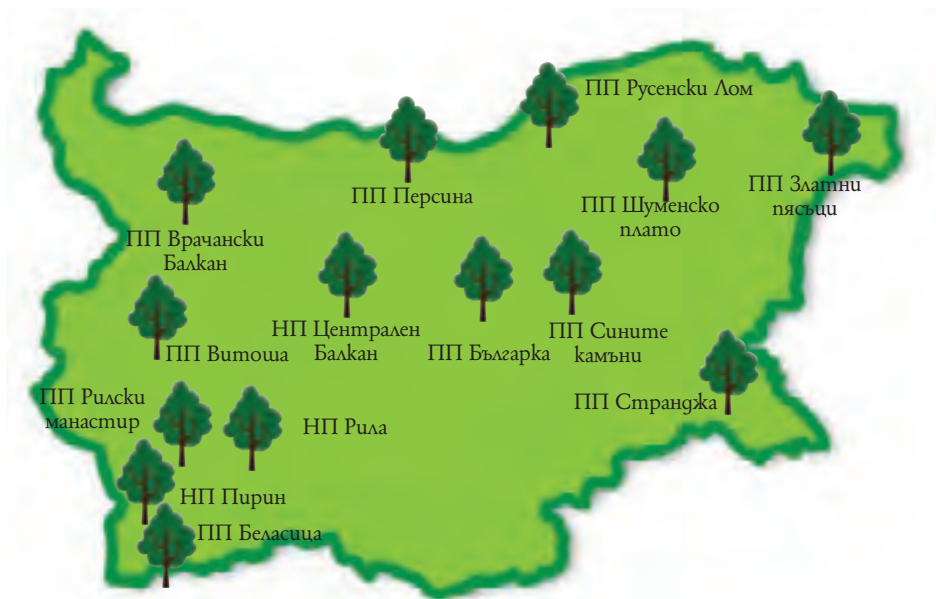 ПП Русенски Лом
ПП Персина
ПП Шуменско
плато
ПП Златни
пясъци
ПП Врачански
Балкан
НП Централен
Балкан
ПП Българка
ПП Сините
камъни
ПП Витоша
ПП Странджа
ПП Рилски
манастир
НП Рила
НП Пирин
ПП Беласица